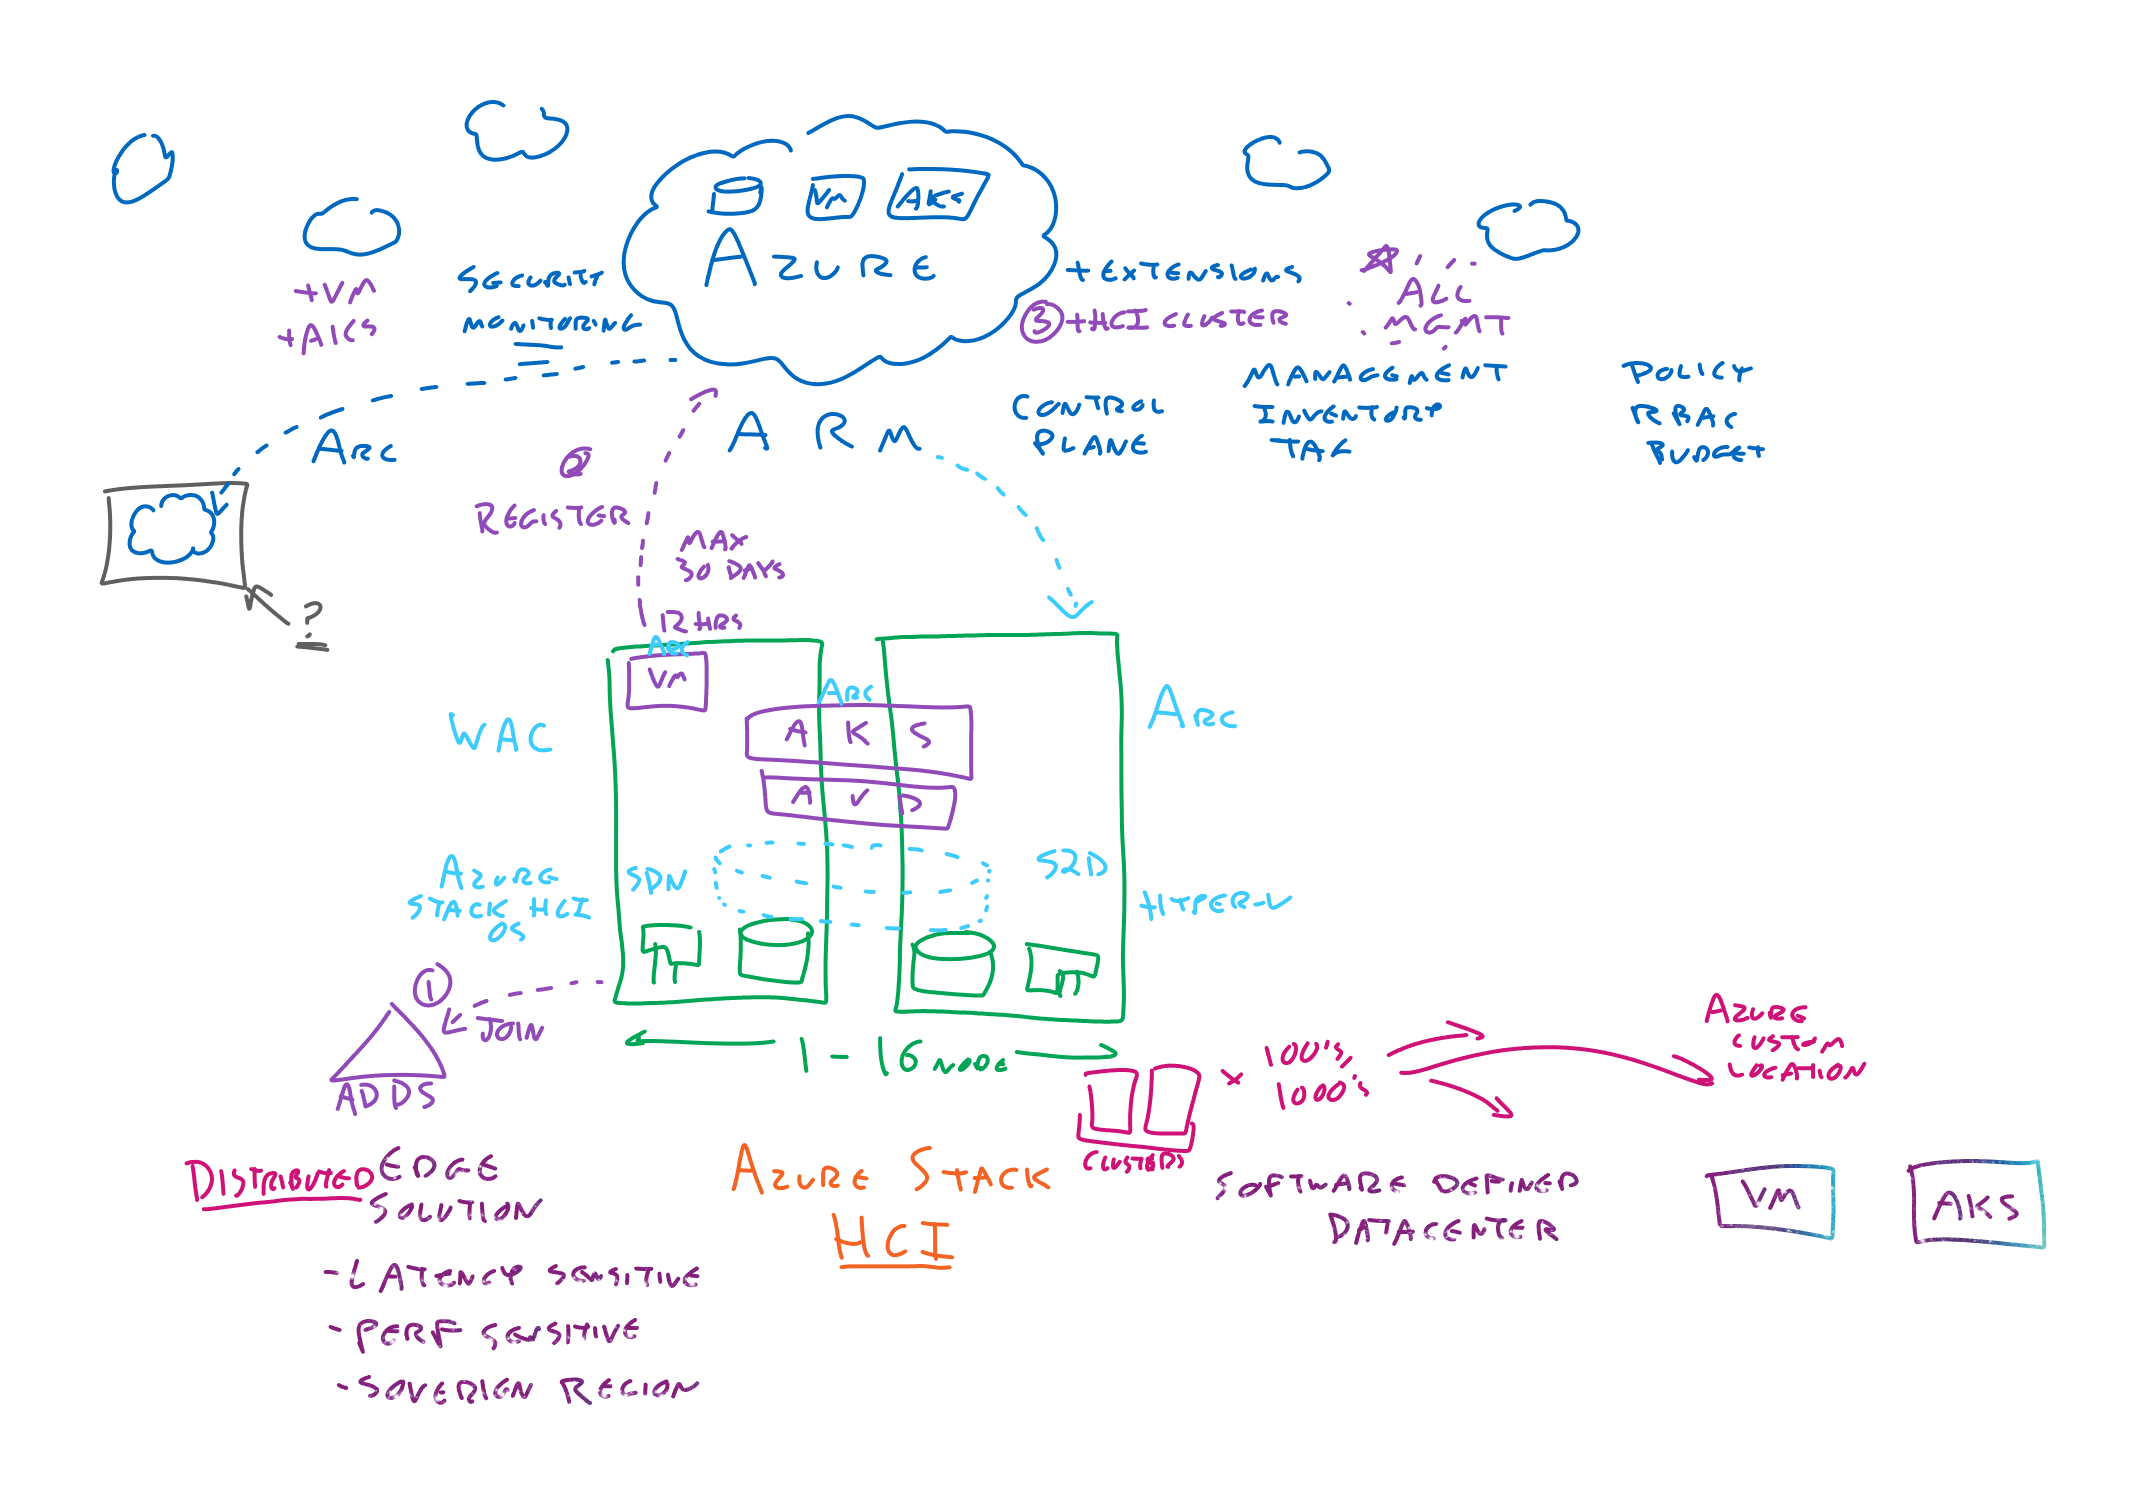 VM
AKS
AZURE
+VM
+AKS
SECURITY
MONITORING
+EXTENSIONS
3 +HCI CLUSTER
ALL
MGMT
ARC
ARM
CONTROL
PLANE
MANAGEMENT
INVENTORY
TAG
POLICY
RBAC
BUDGET
2
REGISTER
MAX
30 DAYS
12 HRS
?
ARC
VM
ARC
AKS
AVD
WAC
ARC
AZURE
STACK HCI
OS
SDN
S2D
HYPER-V
1
JOIN
ADDS
1-16 NODE
CLUSTERS
x 100's,
1000's
AZURE
CUSTOM
LOCATION
DISTRIBUTED EDGE
SOLUTION
-LATENCY SENSITIVE
-PERF SENSITIVE
-SOVERIGN REGION
AZURE STACK
HCI
SOFTWARE DEFINED
DATACENTER
VM
AKS